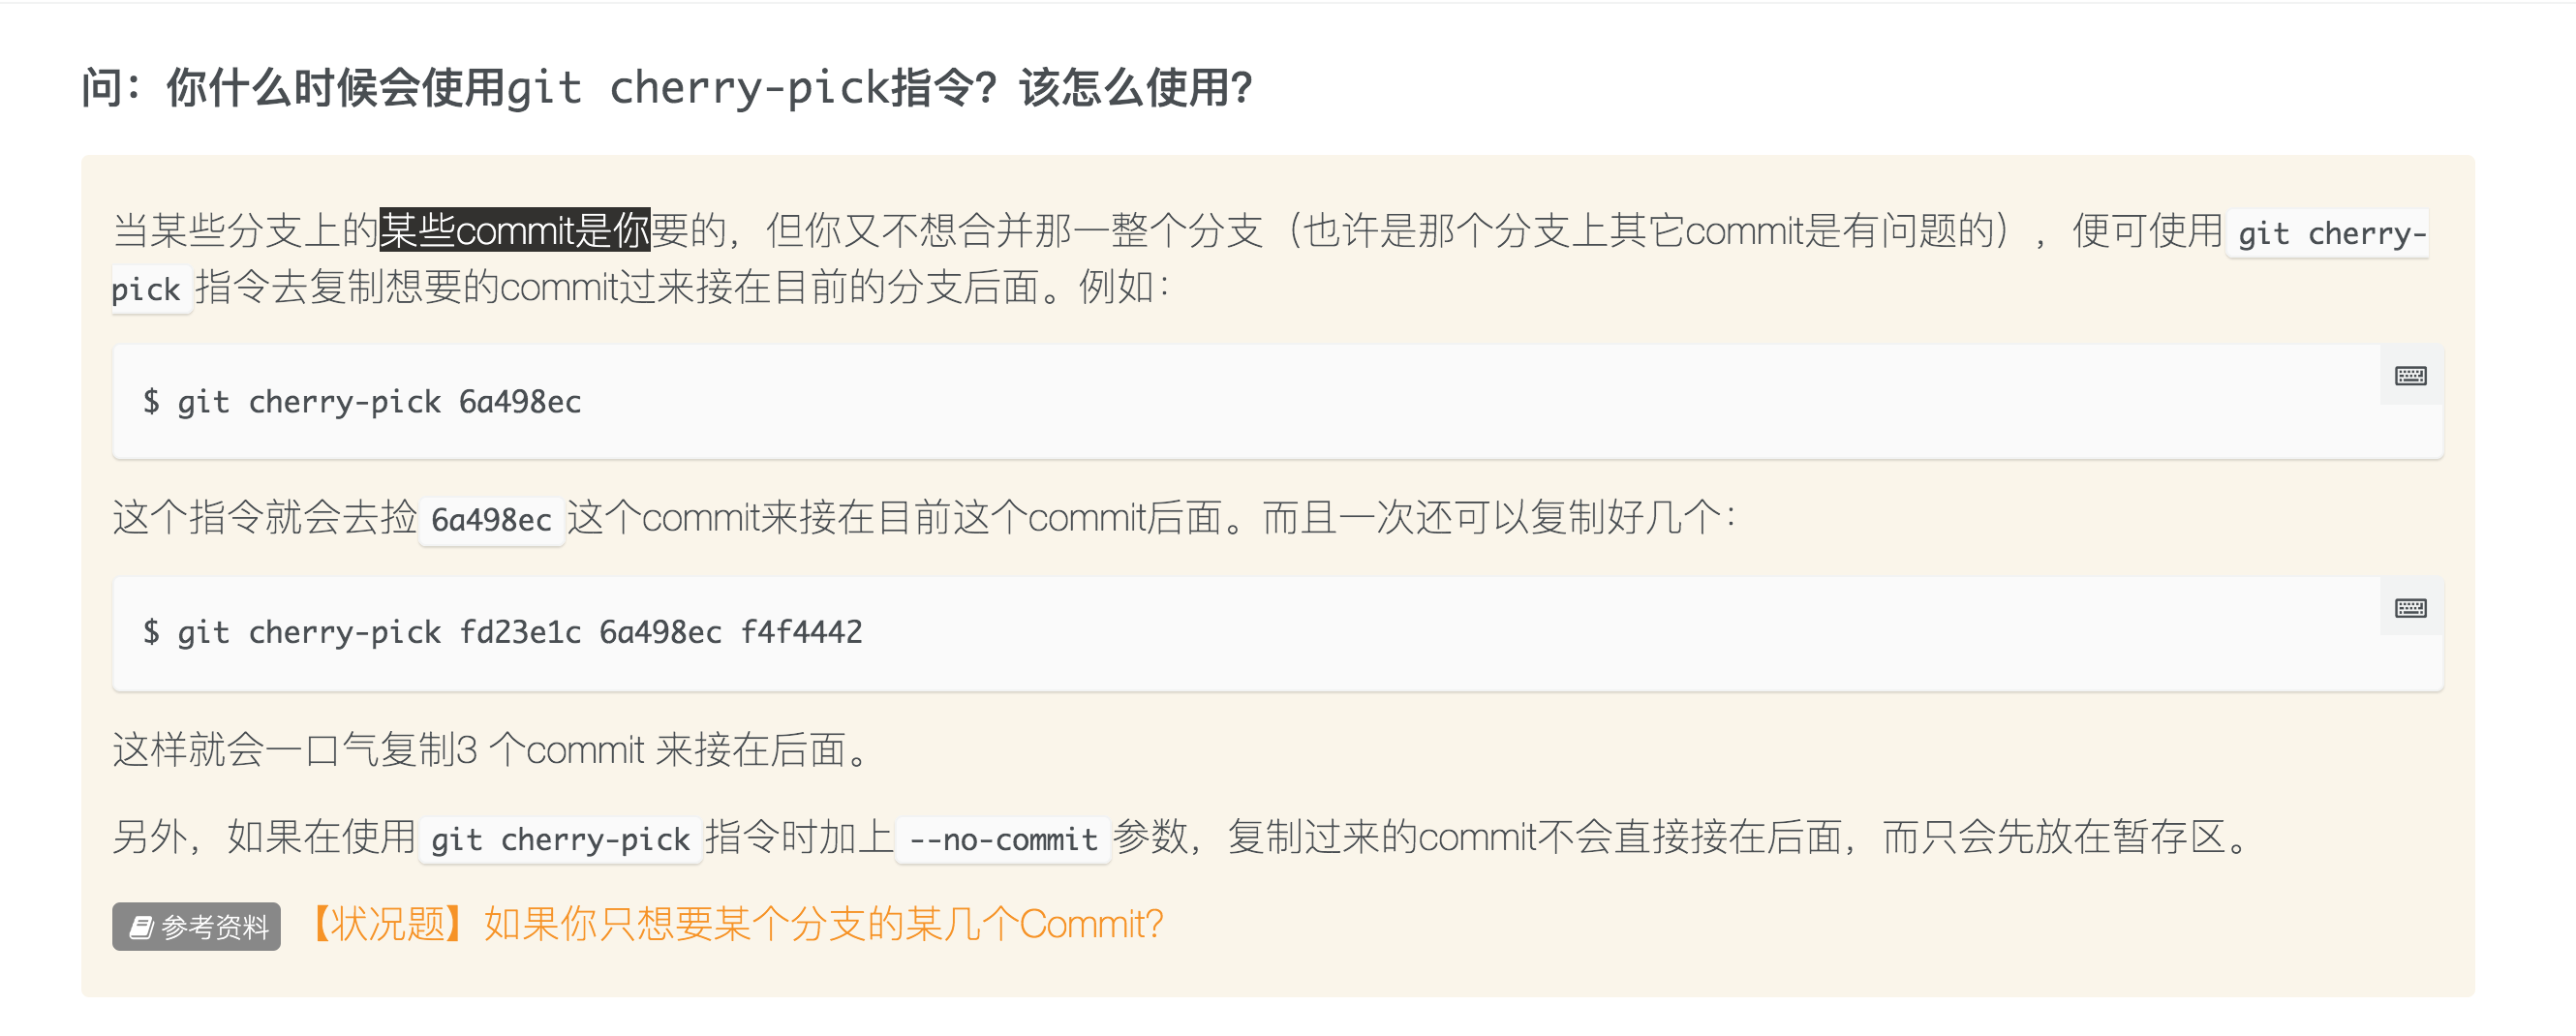 问：你什么时候会使用git cherry-pick指令？该怎么使用？
当某些分支上的某些commit是你要的，但你又不想合并那一整个分支（也许是那个分支上其它commit是有问题的），便可使用 git cherry-
pick 指令去复制想要的commit过来接在目前的分支后面。例如：
$ git cherry-pick 6a498ec
这个指令就会去捡 6a498ec 这个commit来接在目前这个commit后面。而且一次还可以复制好几个：
$ git cherry-pick fd23e1c 6a498ec f4f4442
这样就会一口气复制3 个commit 来接在后面。
另外，如果在使用 git cherry-pick 指令时加上 --no-commit 参数，复制过来的commit不会直接接在后面，而只会先放在暂存区。
参考资料 【状况题】如果你只想要某个分支的某几个Commit？